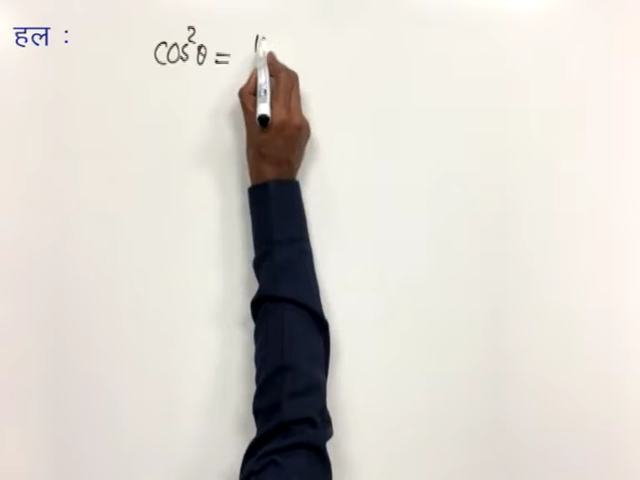 हल :
cos²θ =